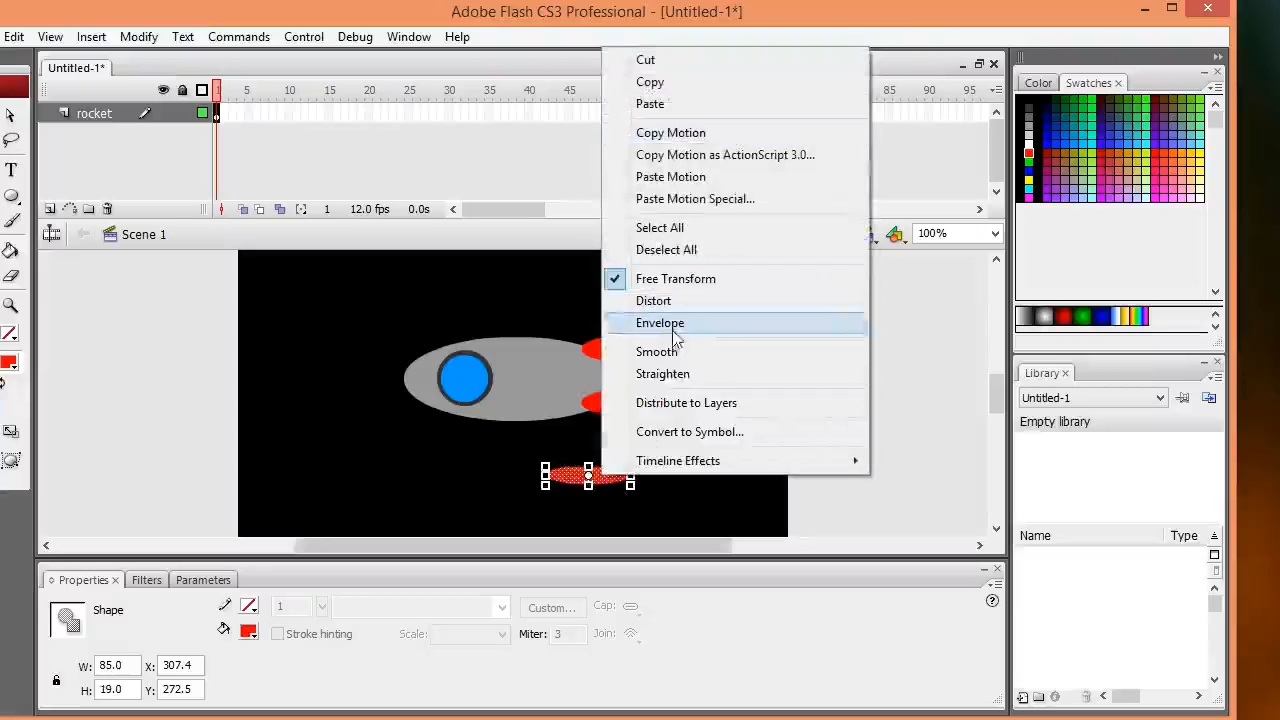 Adobe Flash CS3 Professional - [Untitled-1*]
Edit View Insert Modify Text Commands Control Debug Window Help
Untitled-1*
1 5 10 15 20 25 30 35 40 45 85 90 95
rocket
1 12.0 fps 0.0s
Scene 1
100%
Cut
Copy
Paste
Copy Motion
Copy Motion as ActionScript 3.0...
Paste Motion
Paste Motion Special...
Select All
Deselect All
Free Transform
Distort
Envelope
Smooth
Straighten
Distribute to Layers
Convert to Symbol...
Timeline Effects
Color Swatches
Library
Untitled-1
Empty library
Name Type
Properties Filters Parameters
Shape
1 Custom... Cap:
Stroke hinting Scale: Miter: 3 Join:
W: 85.0 X: 307.4
H: 19.0 Y: 272.5